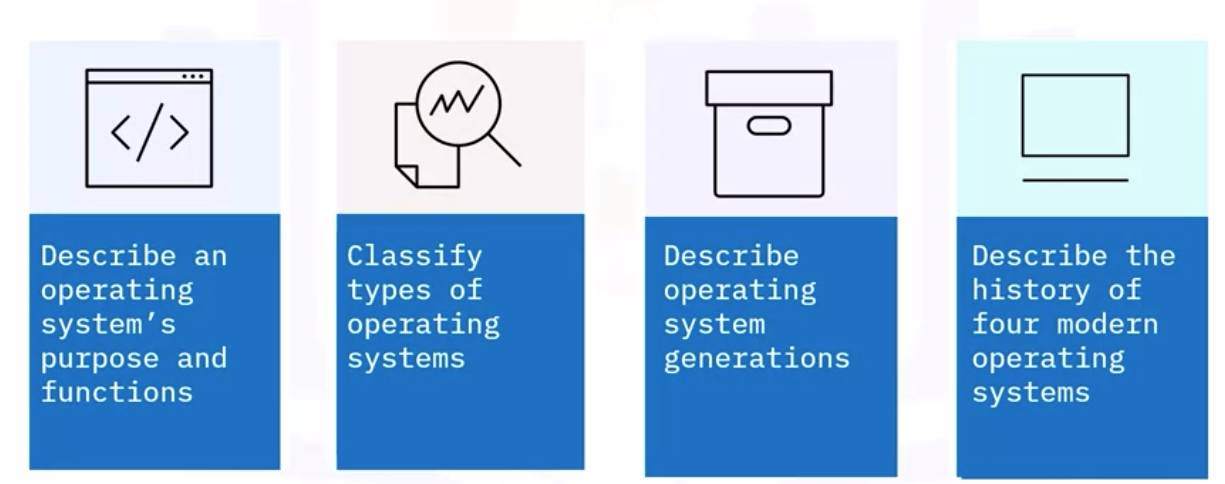 Describe an
operating
system’s
purpose and
functions
Classify
types of
operating
systems
Describe
operating
system
generations
Describe the
history of
four modern
operating
systems